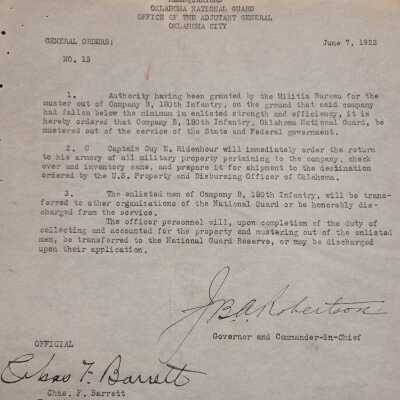 HEADQUARTERS
OKLAHOMA NATIONAL GUARD
OFFICE OF THE ADJUTANT GENERAL
OKLAHOMA CITY
GENERAL ORDERS: June 7, 1922
NO. 13
1. Authority having been granted by the Militia Bureau for the
muster out of Company B, 180th Infantry, on the ground that said company
had fallen below the minimum in enlisted strength and efficiency, it is
hereby ordered that Company B, 180th Infantry, Oklahoma National Guard, be
mustered out of the service of the State and Federal government.
2. C Captain Guy E. Ridenhour will immediately order the return
to his armory of all military property pertaining to the company, check
over and inventory same, and prepare it for shipment to the destination
ordered by the U.S. Property and Disbursing Officer of Oklahoma.
3. The enlisted men of Company B, 180th Infantry, will be trans-
ferred to other organizations of the National Guard or be honorably dis-
charged from the service.
The officer personnel will, upon completion of the duty of
collecting and accounted for the property and mustering out of the enlisted
men, be transferred to the National Guard Reserve, or may be discharged
upon their application.
J.B.A. Robertson
Governor and Commander-in-Chief
OFFICIAL
Chas F. Barrett
Chas. F. Barrett